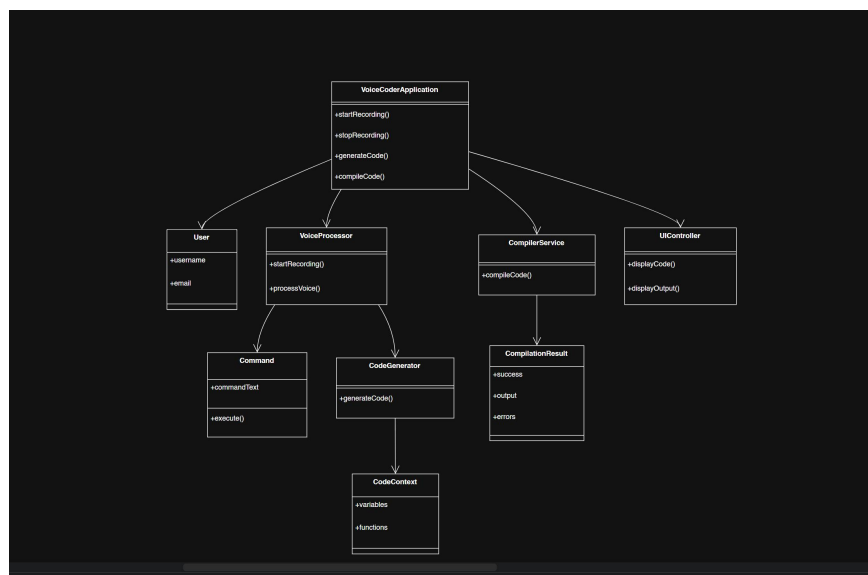 VoiceCoderApplication
+startRecording()
+stopRecording()
+generateCode()
+compileCode()
User
+username
+email
VoiceProcessor
+startRecording()
+processVoice()
CompilerService
+compileCode()
UIController
+displayCode()
+displayOutput()
Command
+commandText
+execute()
CodeGenerator
+generateCode()
CompilationResult
+success
+output
+errors
CodeContext
+variables
+functions